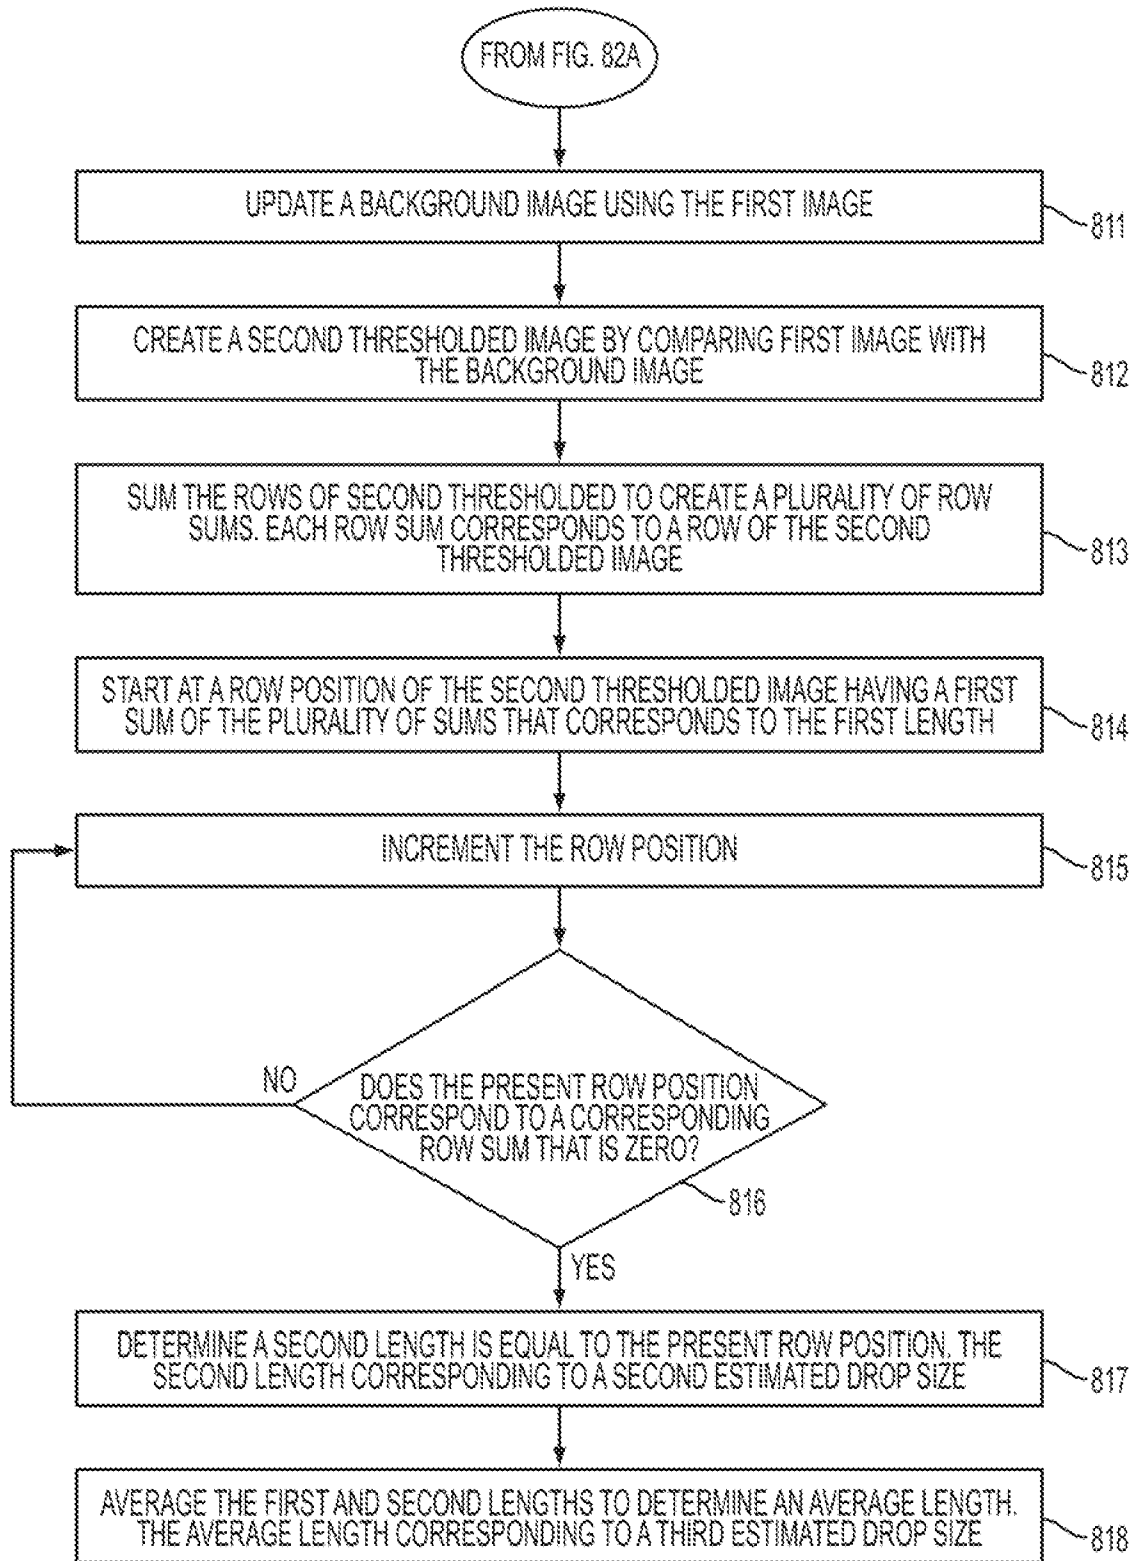 FROM FIG. 82A
UPDATE A BACKGROUND IMAGE USING THE FIRST IMAGE
811
CREATE A SECOND THRESHOLDED IMAGE BY COMPARING FIRST IMAGE WITH
THE BACKGROUND IMAGE
812
SUM THE ROWS OF SECOND THRESHOLDED TO CREATE A PLURALITY OF ROW
SUMS. EACH ROW SUM CORRESPONDS TO A ROW OF THE SECOND
THRESHOLDED IMAGE
813
START AT A ROW POSITION OF THE SECOND THRESHOLDED IMAGE HAVING A FIRST
SUM OF THE PLURALITY OF SUMS THAT CORRESPONDS TO THE FIRST LENGTH
814
INCREMENT THE ROW POSITION
815
NO
DOES THE PRESENT ROW POSITION
CORRESPOND TO A CORRESPONDING
ROW SUM THAT IS ZERO?
816
YES
DETERMINE A SECOND LENGTH IS EQUAL TO THE PRESENT ROW POSITION. THE
SECOND LENGTH CORRESPONDING TO A SECOND ESTIMATED DROP SIZE
817
AVERAGE THE FIRST AND SECOND LENGTHS TO DETERMINE AN AVERAGE LENGTH.
THE AVERAGE LENGTH CORRESPONDING TO A THIRD ESTIMATED DROP SIZE
818